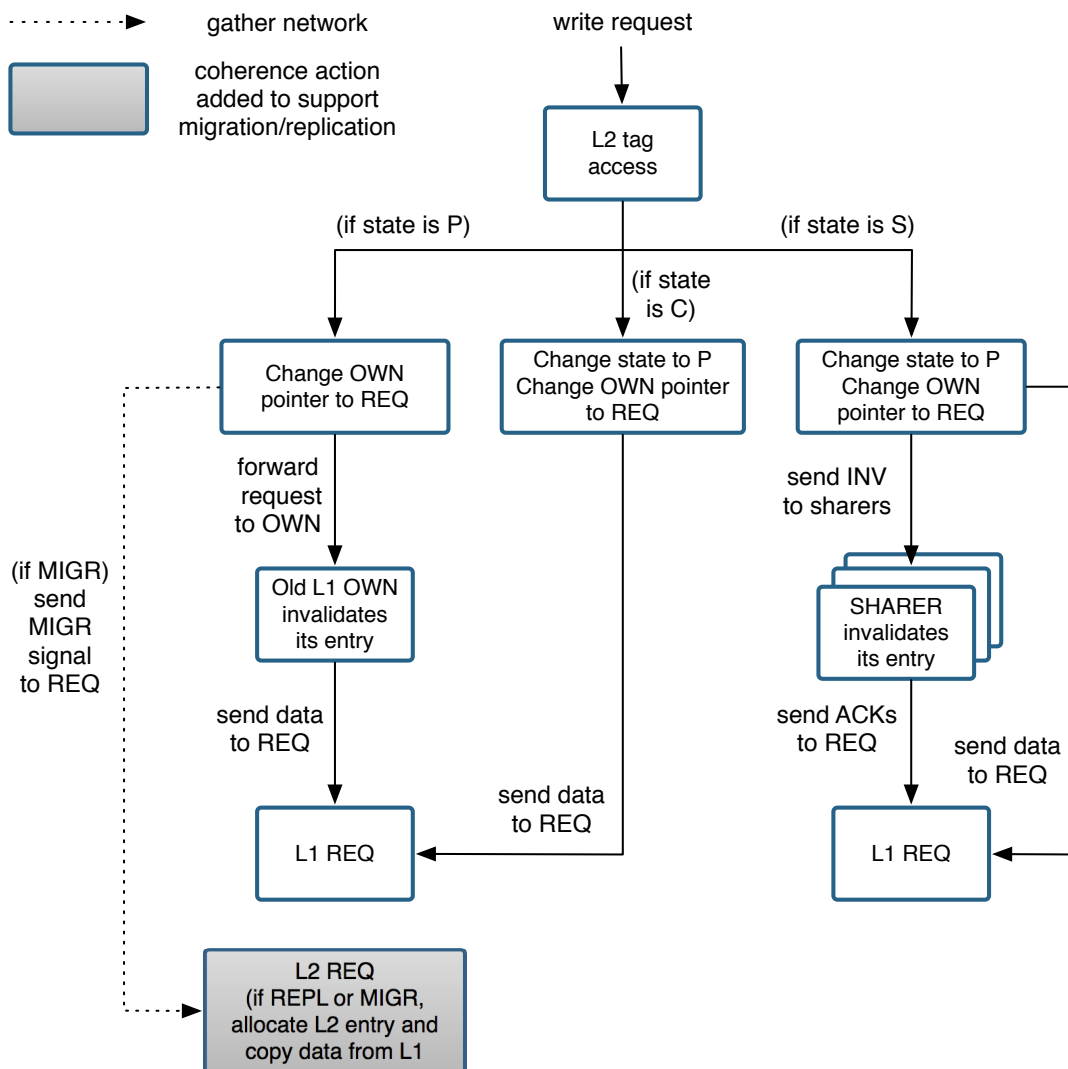 gather network
coherence action
added to support
migration/replication
write request
L2 tag
access
(if state is P)
(if state is S)
(if state
is C)
Change OWN
pointer to REQ
Change state to P
Change OWN pointer
to REQ
Change state to P
Change OWN
pointer to REQ
forward
request
to OWN
send INV
to sharers
(if MIGR)
send
MIGR
signal
to REQ
Old L1 OWN
invalidates
its entry
SHARER
invalidates
its entry
send data
to REQ
send ACKs
to REQ
send data
to REQ
send data
to REQ
L1 REQ
L1 REQ
L2 REQ
(if REPL or MIGR,
allocate L2 entry and
copy data from L1